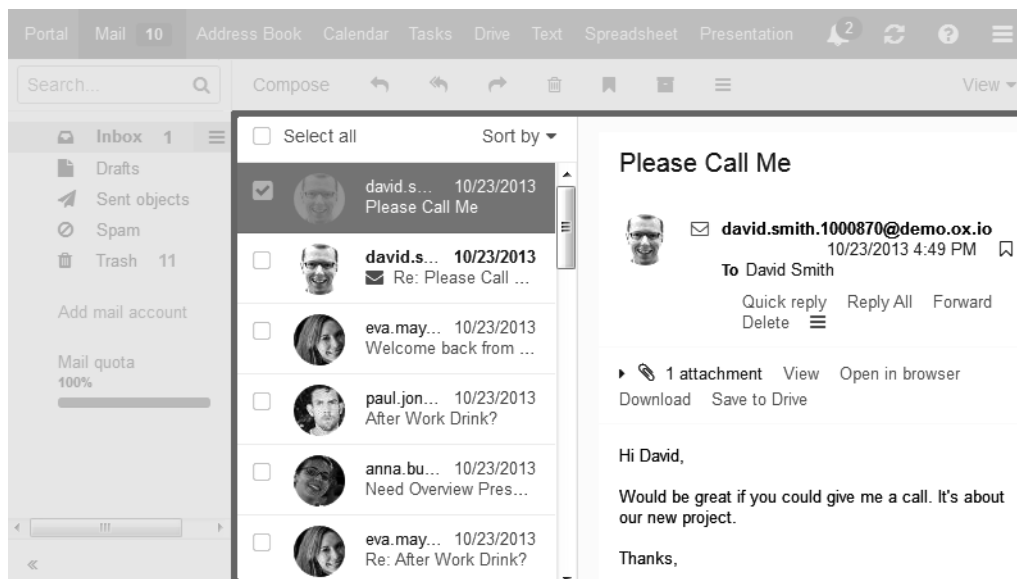 Portal Mail 10 Address Book Calendar Tasks Drive Text Spreadsheet Presentation 2
Search... Compose View
Inbox 1
Drafts
Sent objects
Spam
Trash 11
Add mail account
Mail quota
100%
Select all Sort by
david.s... 10/23/2013
Please Call Me
david.s... 10/23/2013
Re: Please Call ...
eva.may... 10/23/2013
Welcome back from ...
paul.jon... 10/23/2013
After Work Drink?
anna.bu... 10/23/2013
Need Overview Pres...
eva.may... 10/23/2013
Re: After Work Drink?
Please Call Me
david.smith.1000870@demo.ox.io
10/23/2013 4:49 PM
To David Smith
Quick reply Reply All Forward
Delete
1 attachment View Open in browser
Download Save to Drive
Hi David,
Would be great if you could give me a call. It's about
our new project.
Thanks,